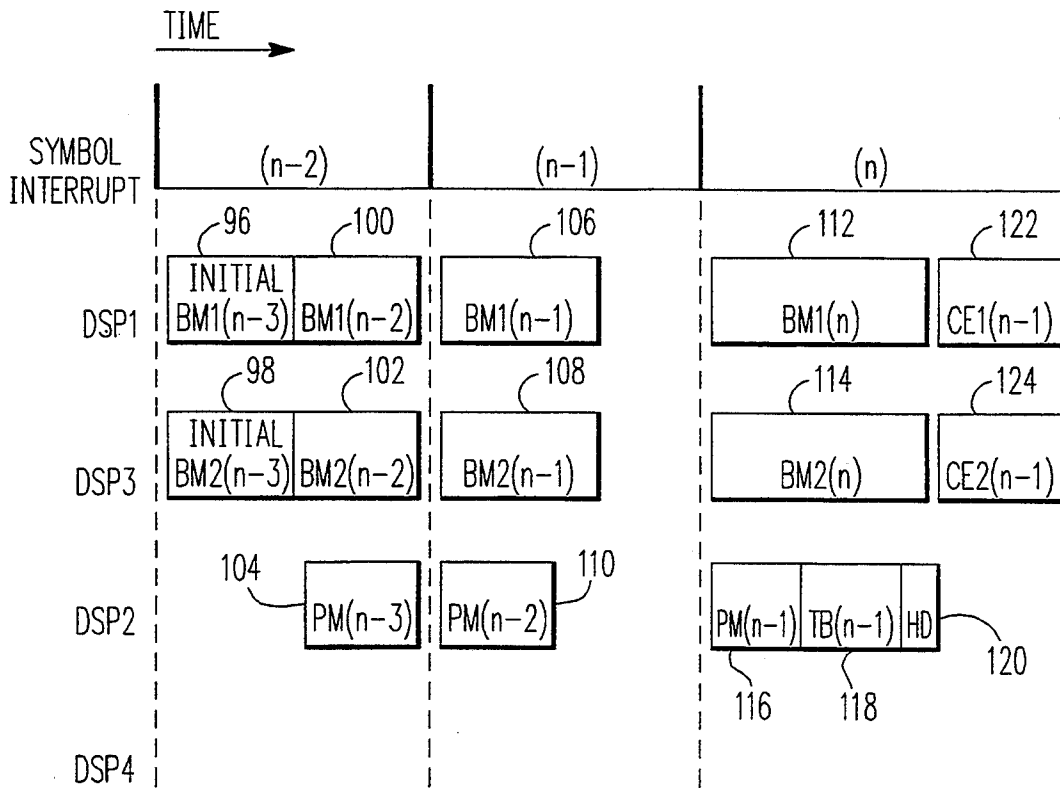 TIME
SYMBOL
INTERRUPT
(n-2) (n-1) (n)
96 100 106 112 122
DSP1
INITIAL
BM1(n-3) BM1(n-2) BM1(n-1) BM1(n) CE1(n-1)
98 102 108 114 124
DSP3
INITIAL
BM2(n-3) BM2(n-2) BM2(n-1) BM2(n) CE2(n-1)
104 110
DSP2
PM(n-3) PM(n-2) PM(n-1) TB(n-1) HD
120
116 118
DSP4